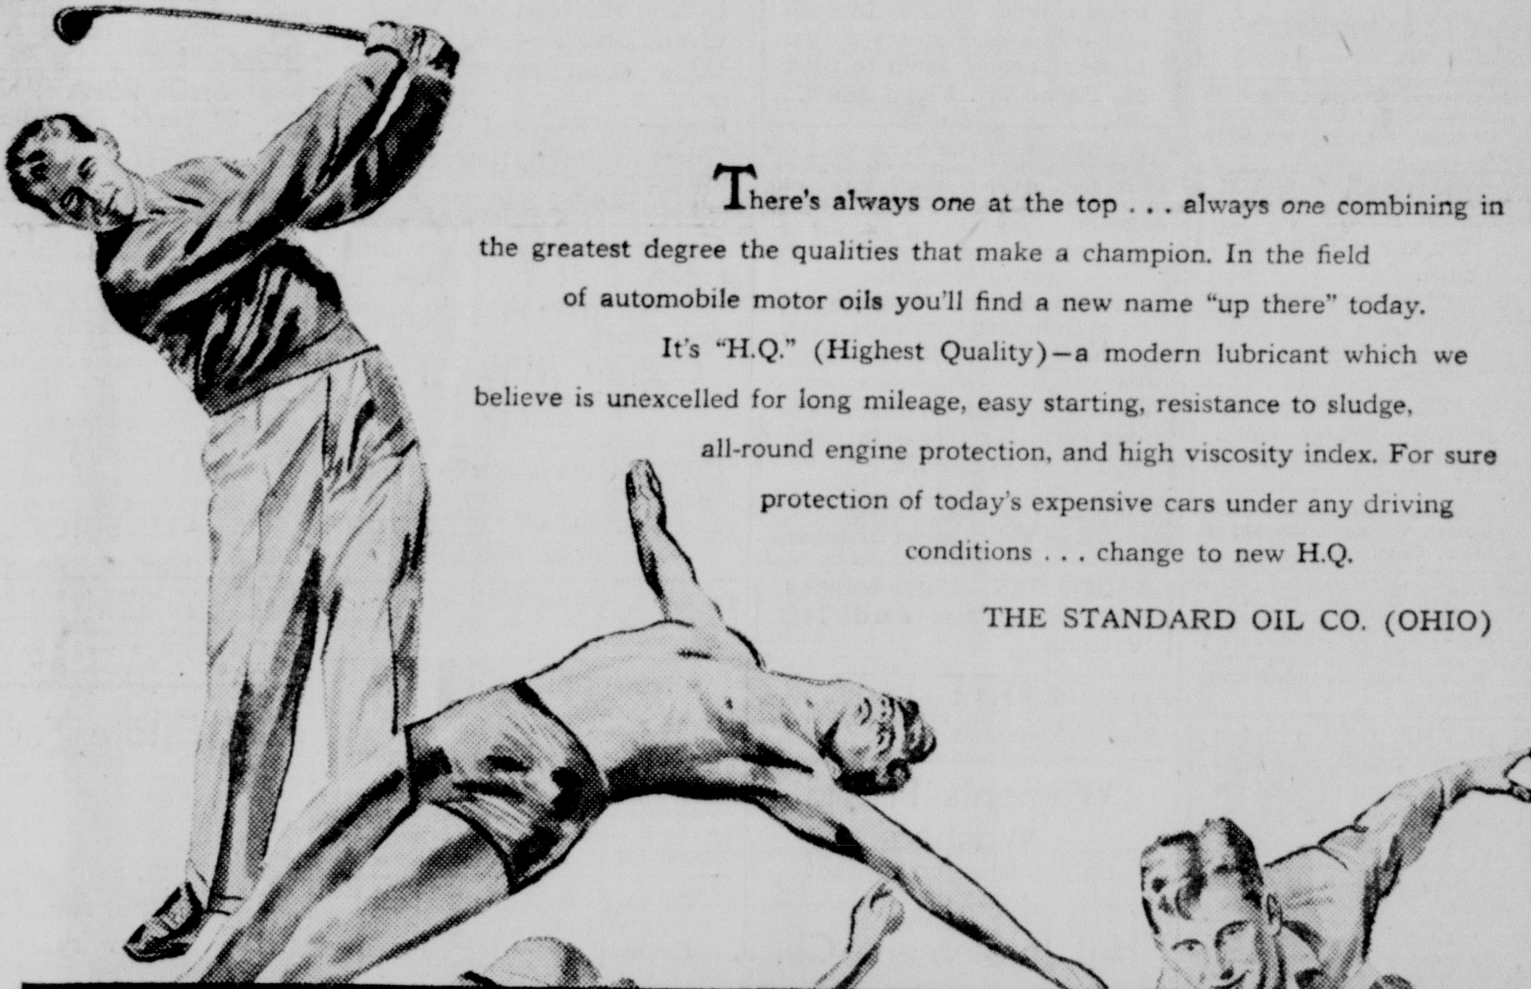 There's always one at the top . . . always one combining in
the greatest degree the qualities that make a champion. In the field
of automobile motor oils you'll find a new name “up there” today.
It's “H.Q.” (Highest Quality)—a modern lubricant which we
believe is unexcelled for long mileage, easy starting, resistance to sludge,
all-round engine protection, and high viscosity index. For sure
protection of today's expensive cars under any driving
conditions . . . change to new H.Q.
THE STANDARD OIL CO. (OHIO)